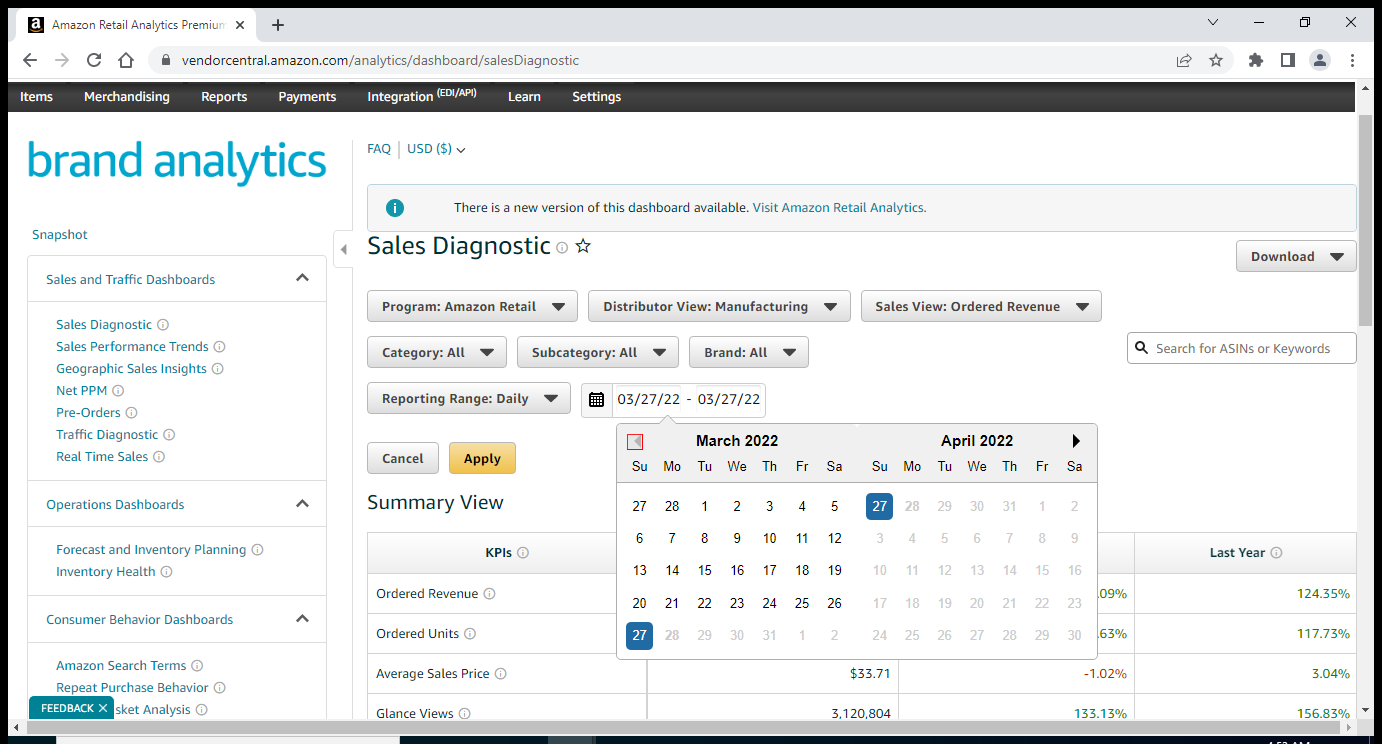 Amazon Retail Analytics Premium
vendorcentral.amazon.com/analytics/dashboard/salesDiagnostic
Items Merchandising Reports Payments Integration (EDI/API) Learn Settings
brand analytics
FAQ USD ($)
There is a new version of this dashboard available. Visit Amazon Retail Analytics.
Snapshot
Sales Diagnostic
Download
Sales and Traffic Dashboards
Program: Amazon Retail Distributor View: Manufacturing Sales View: Ordered Revenue
Sales Diagnostic
Sales Performance Trends
Geographic Sales Insights
Net PPM
Pre-Orders
Traffic Diagnostic
Real Time Sales
Category: All Subcategory: All Brand: All
Search for ASINs or Keywords
Reporting Range: Daily 03/27/22 - 03/27/22
Cancel Apply
March 2022 April 2022
Su Mo Tu We Th Fr Sa Su Mo Tu We Th Fr Sa
27 28 1 2 3 4 5 27 28 29 30 31 1 2
6 7 8 9 10 11 12 3 4 5 6 7 8 9
13 14 15 16 17 18 19 10 11 12 13 14 15 16
20 21 22 23 24 25 26 17 18 19 20 21 22 23
27 28 29 30 31 1 2 24 25 26 27 28 29 30
Operations Dashboards
Forecast and Inventory Planning
Inventory Health
Consumer Behavior Dashboards
Amazon Search Terms
Repeat Purchase Behavior
sket Analysis
FEEDBACK
Summary View
KPIs Last Year
Ordered Revenue .09% 124.35%
Ordered Units .63% 117.73%
Average Sales Price $33.71 -1.02% 3.04%
Glance Views 3,120,804 133.13% 156.83%